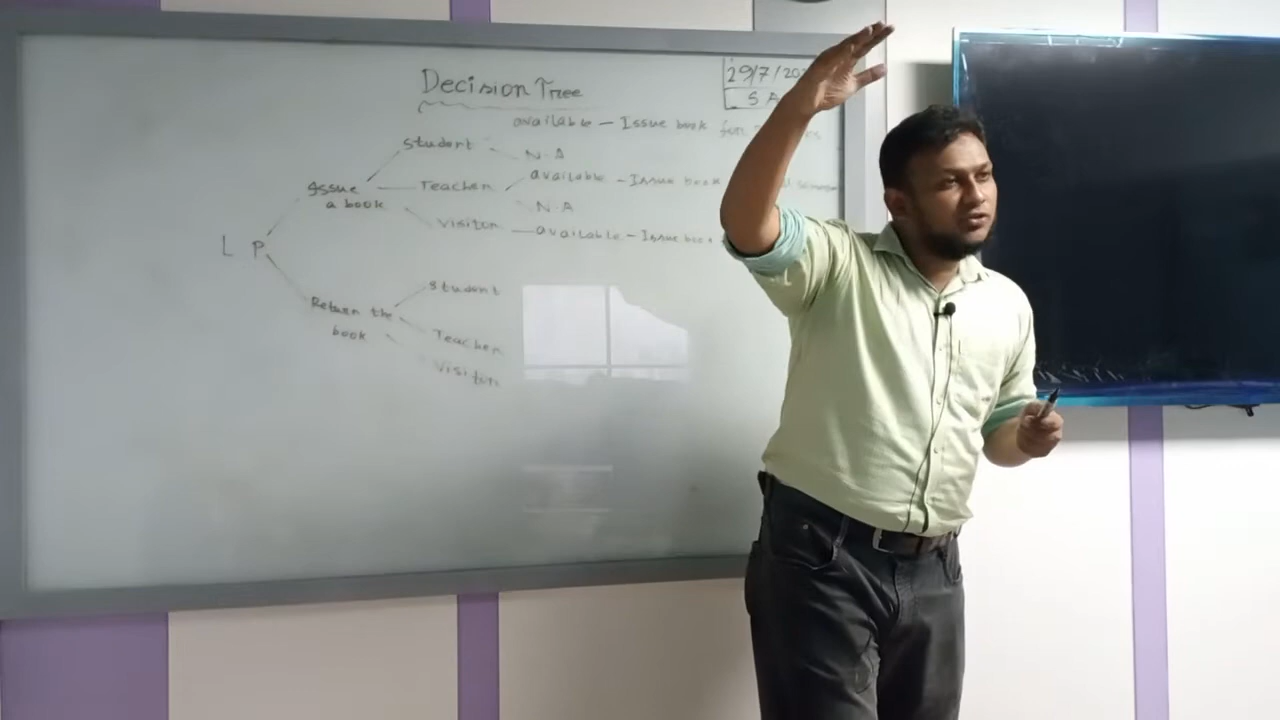 Decision Tree
29/7/20
S A
available - Issue book for
Student
N.A
available - Issue book
Issue a book
Teacher
N.A
Visitor
available - Issue book
L P
Student
Return the book
Teacher
Visitor